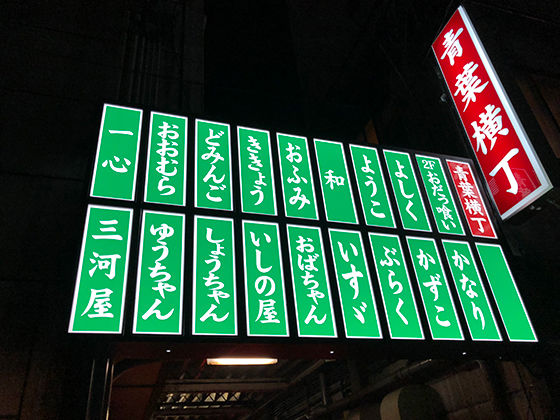 青葉横丁
一心
おおむら
どみんご
ききょう
おふみ
和
ようこ
よしく
2Fおだっ喰い
青葉横丁
三河屋
ゆうちゃん
しょうちゃん
いしの屋
おばちゃん
いすゞ
ぶらく
かずこ
かなり